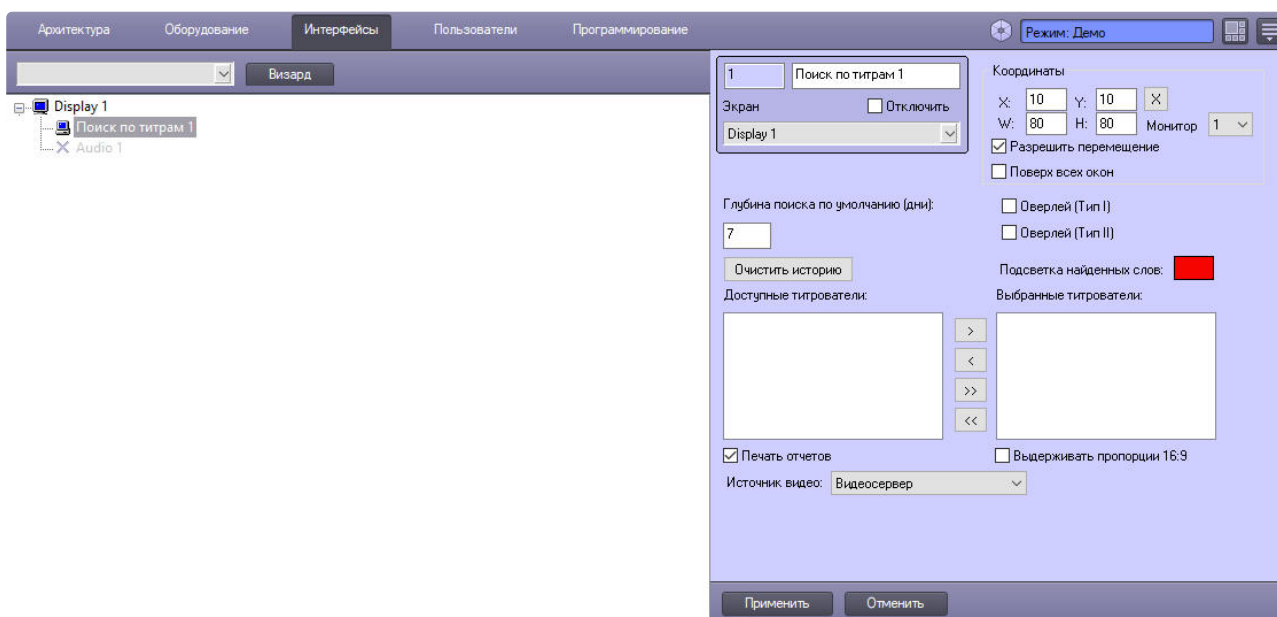 Архитектура Оборудование Интерфейсы Пользователи Программирование Режим: Демо
Визард
Display 1
Поиск по титрам 1
Audio 1
1 Поиск по титрам 1
Экран Отключить
Display 1
Координаты
X: 10 Y: 10 X
W: 80 H: 80 Монитор 1
Разрешить перемещение
Поверх всех окон
Глубина поиска по умолчанию (дни):
7
Оверлей (Тип I)
Оверлей (Тип II)
Очистить историю
Подсветка найденных слов:
Доступные титрователи:
Выбранные титрователи:
>
<
>>
<<
Печать отчетов
Выдерживать пропорции 16:9
Источник видео: Видеосервер
Применить Отменить